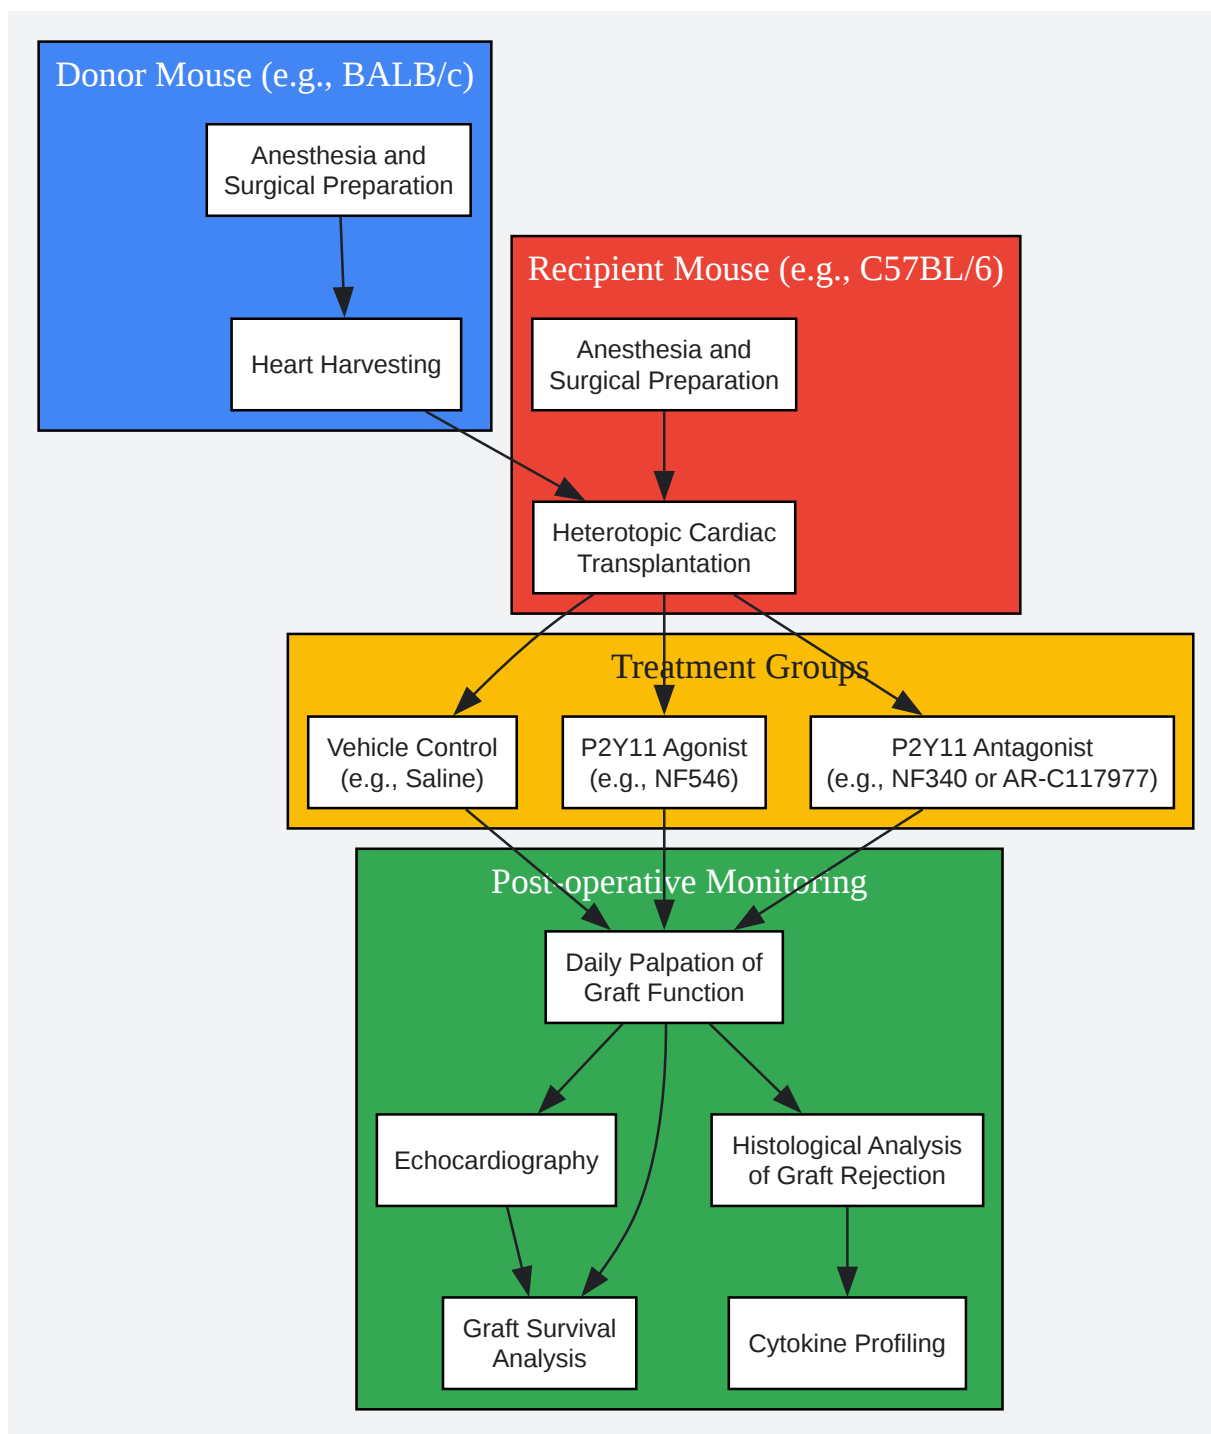 Donor Mouse (e.g., BALB/c)
Anesthesia and
Surgical Preparation
Heart Harvesting
Recipient Mouse (e.g., C57BL/6)
Anesthesia and
Surgical Preparation
Heterotopic Cardiac
Transplantation
Treatment Groups
Vehicle Control
(e.g., Saline)
P2Y11 Agonist
(e.g., NF546)
P2Y11 Antagonist
(e.g., NF340 or AR-C117977)
Post-operative Monitoring
Daily Palpation of
Graft Function
Echocardiography
Histological Analysis
of Graft Rejection
Graft Survival
Analysis
Cytokine Profiling